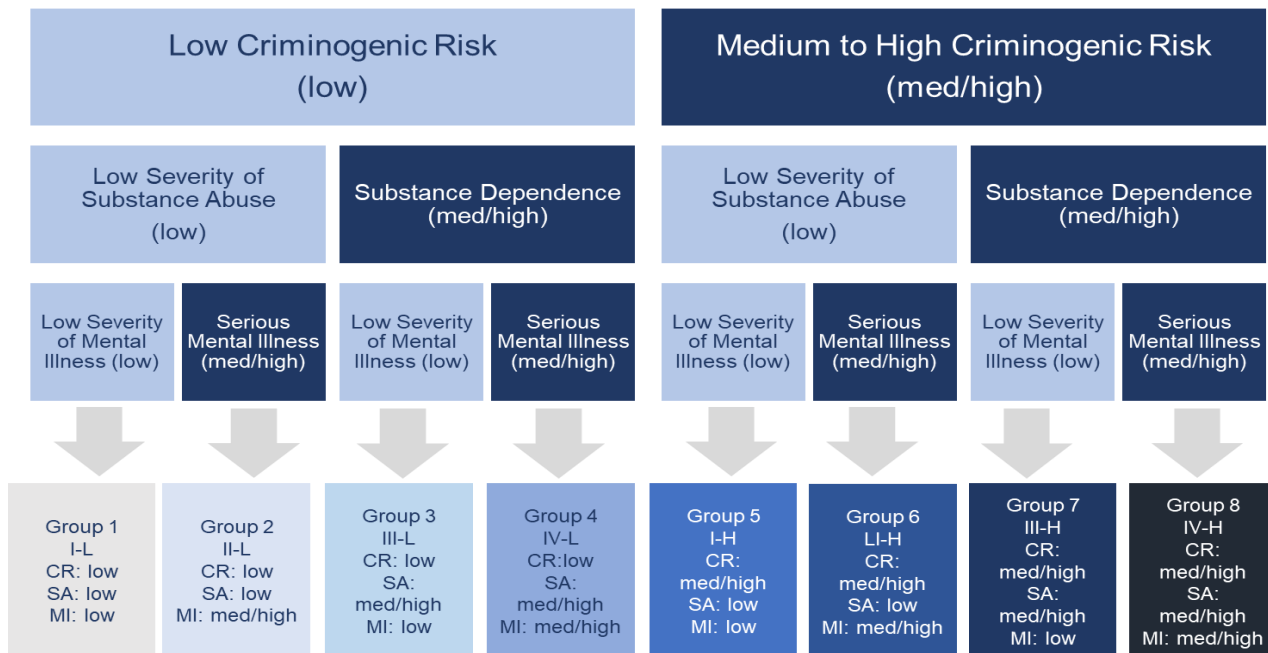 Low Criminogenic Risk
(low)
Medium to High Criminogenic Risk
(med/high)
Low Severity of
Substance Abuse
(low)
Substance Dependence
(med/high)
Low Severity of
Substance Abuse
(low)
Substance Dependence
(med/high)
Low Severity
of Mental
Illness (low)
Serious
Mental Illness
(med/high)
Low Severity
of Mental
Illness (low)
Serious
Mental Illness
(med/high)
Low Severity
of Mental
Illness (low)
Serious
Mental Illness
(med/high)
Low Severity
of Mental
Illness (low)
Serious
Mental Illness
(med/high)
Group 1
I-L
CR: low
SA: low
MI: low
Group 2
II-L
CR: low
SA: low
MI: med/high
Group 3
III-L
CR: low
SA:
med/high
MI: low
Group 4
IV-L
CR:low
SA:
med/high
MI: med/high
Group 5
I-H
CR:
med/high
SA: low
MI: low
Group 6
LI-H
CR:
med/high
SA: low
MI: med/high
Group 7
III-H
CR:
med/high
SA:
med/high
MI: low
Group 8
IV-H
CR:
med/high
SA:
med/high
MI: med/high